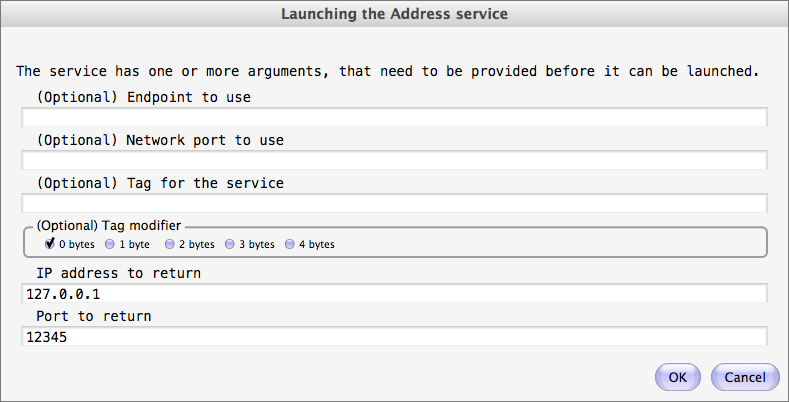 Launching the Address service
The service has one or more arguments, that need to be provided before it can be launched.
(Optional) Endpoint to use
(Optional) Network port to use
(Optional) Tag for the service
(Optional) Tag modifier
0 bytes 1 byte 2 bytes 3 bytes 4 bytes
IP address to return
127.0.0.1
Port to return
12345
OK Cancel